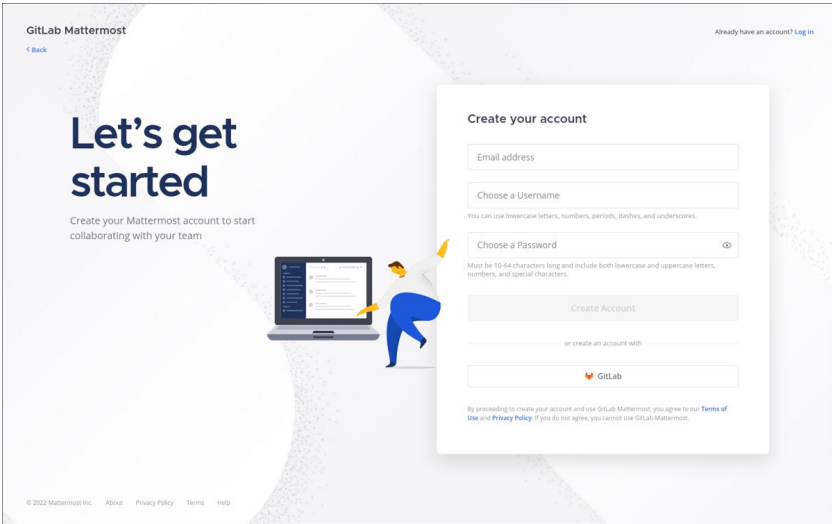 GitLab Mattermost
Already have an account? Log in
Back
Let's get
started
Create your Mattermost account to start
collaborating with your team
Create your account
Email address
Choose a Username
You can use lowercase letters, numbers, periods, dashes, and underscores.
Choose a Password
Must be 10-64 characters long and include both lowercase and uppercase letters,
numbers, and special characters.
Create Account
or create an account with
GitLab
By proceeding to create your account and use GitLab Mattermost, you agree to our Terms of
Use and Privacy Policy. If you do not agree, you cannot use GitLab Mattermost.
© 2022 Mattermost Inc. About Privacy Policy Terms Help